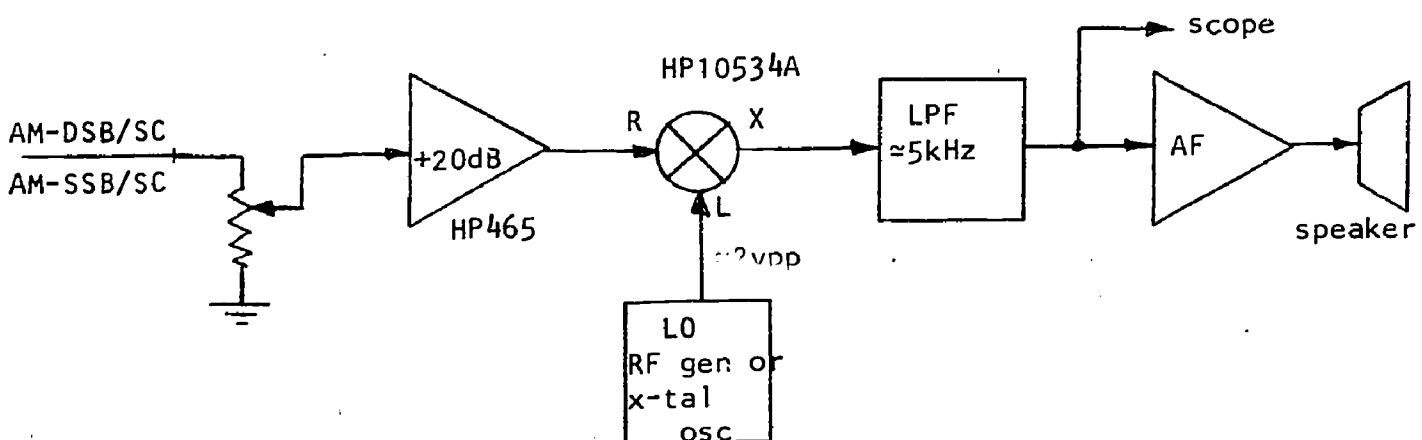 scope
HP10534A
AM-DSB/SC
AM-SSB/SC
+20dB
HP465
R
X
L
LPF
≃5kHz
AF
speaker
LO
RF gen or
x-tal
osc